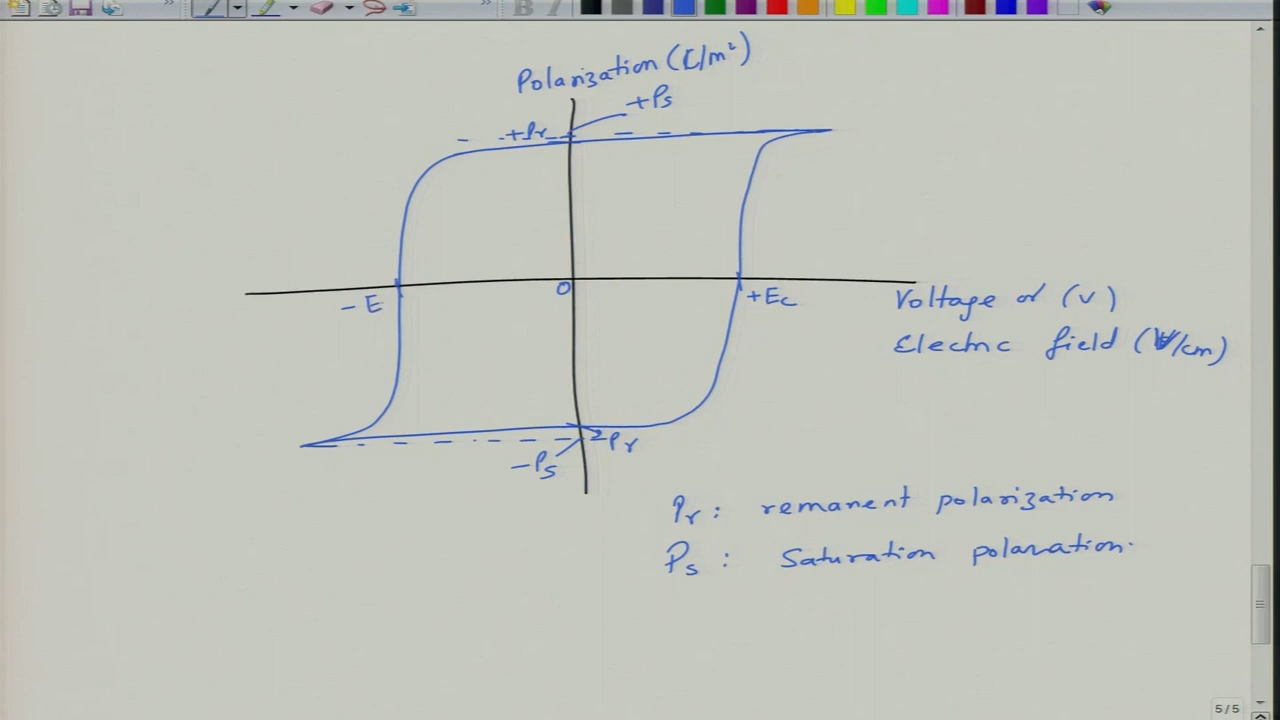 Polarization (C/m²)
+Ps
+Pr
- E
0
+Ec
Voltage or (V)
Electric field (V/cm)
-Pr
-Ps
Pr : remanent polarization
Ps : Saturation polarzation.
B I
5 / 5